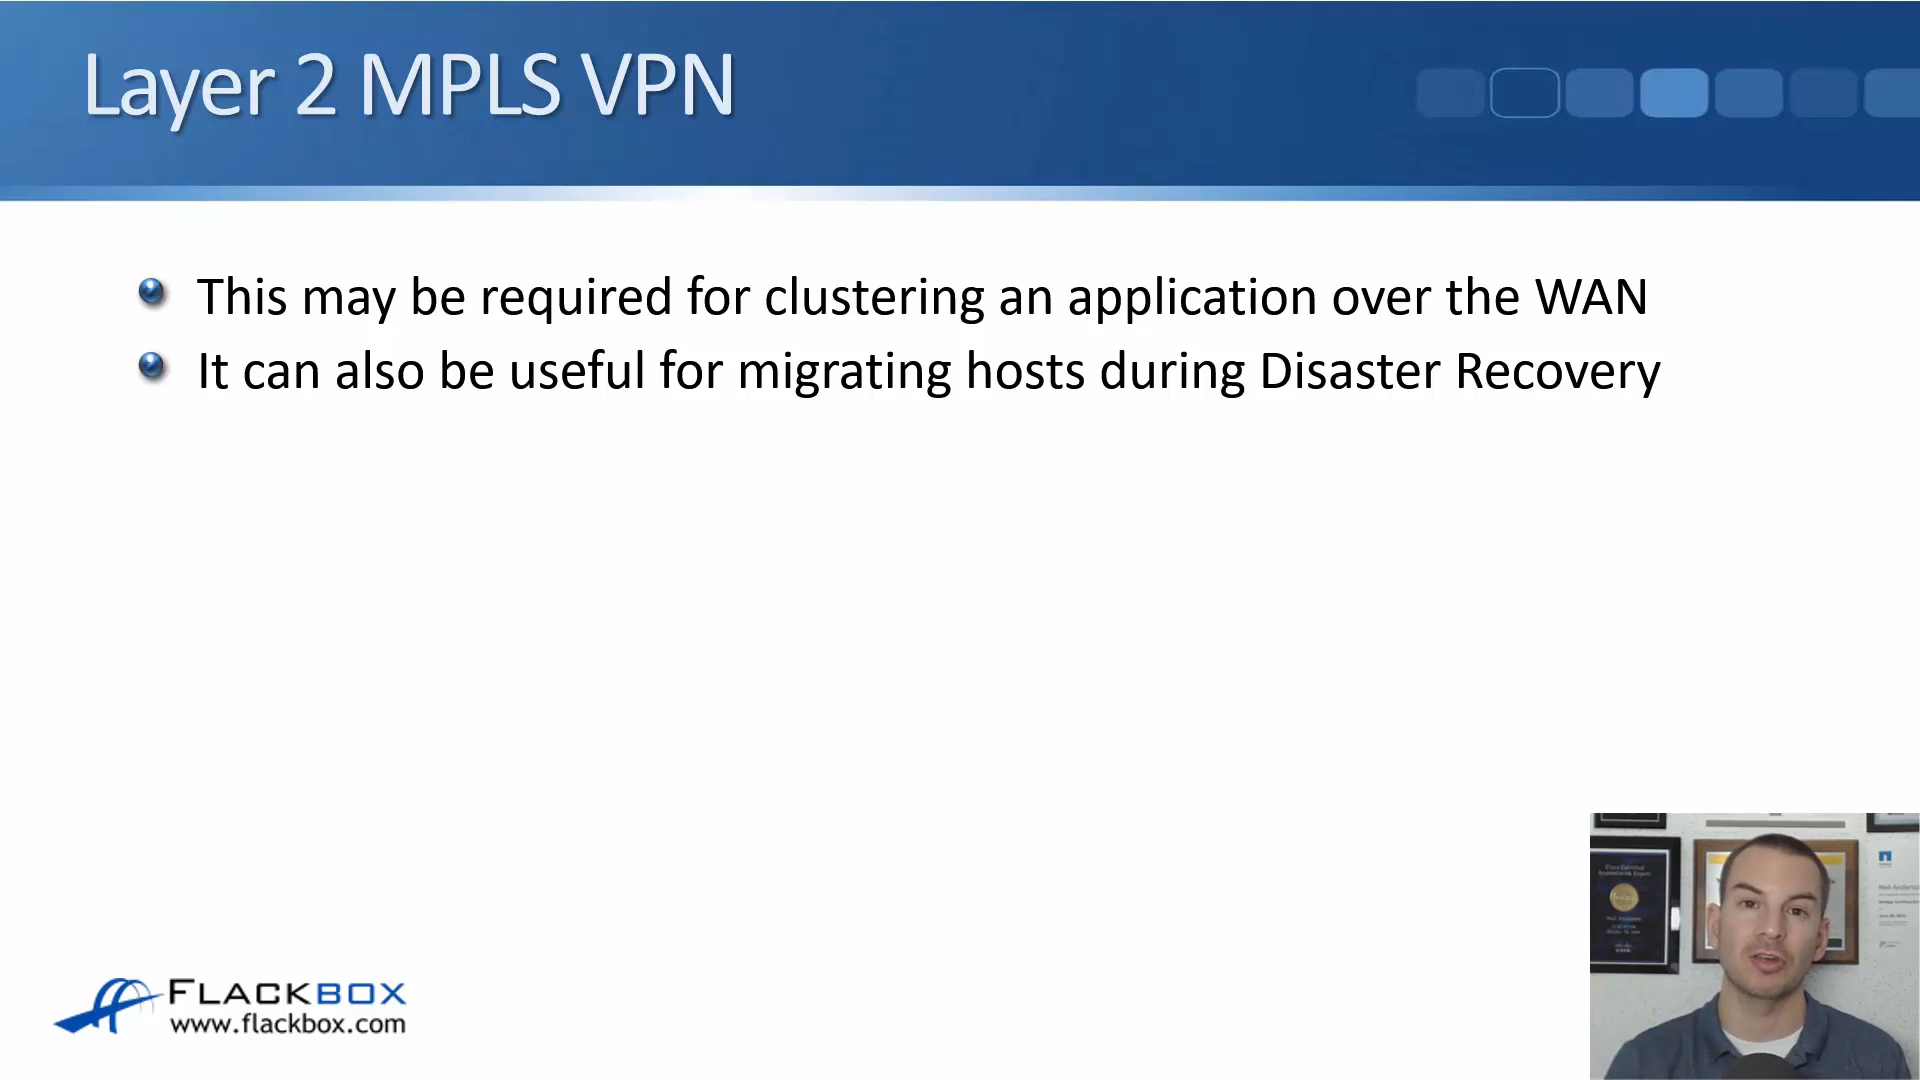 Layer 2 MPLS VPN
This may be required for clustering an application over the WAN
It can also be useful for migrating hosts during Disaster Recovery
FLACKBOX
www.flackbox.com